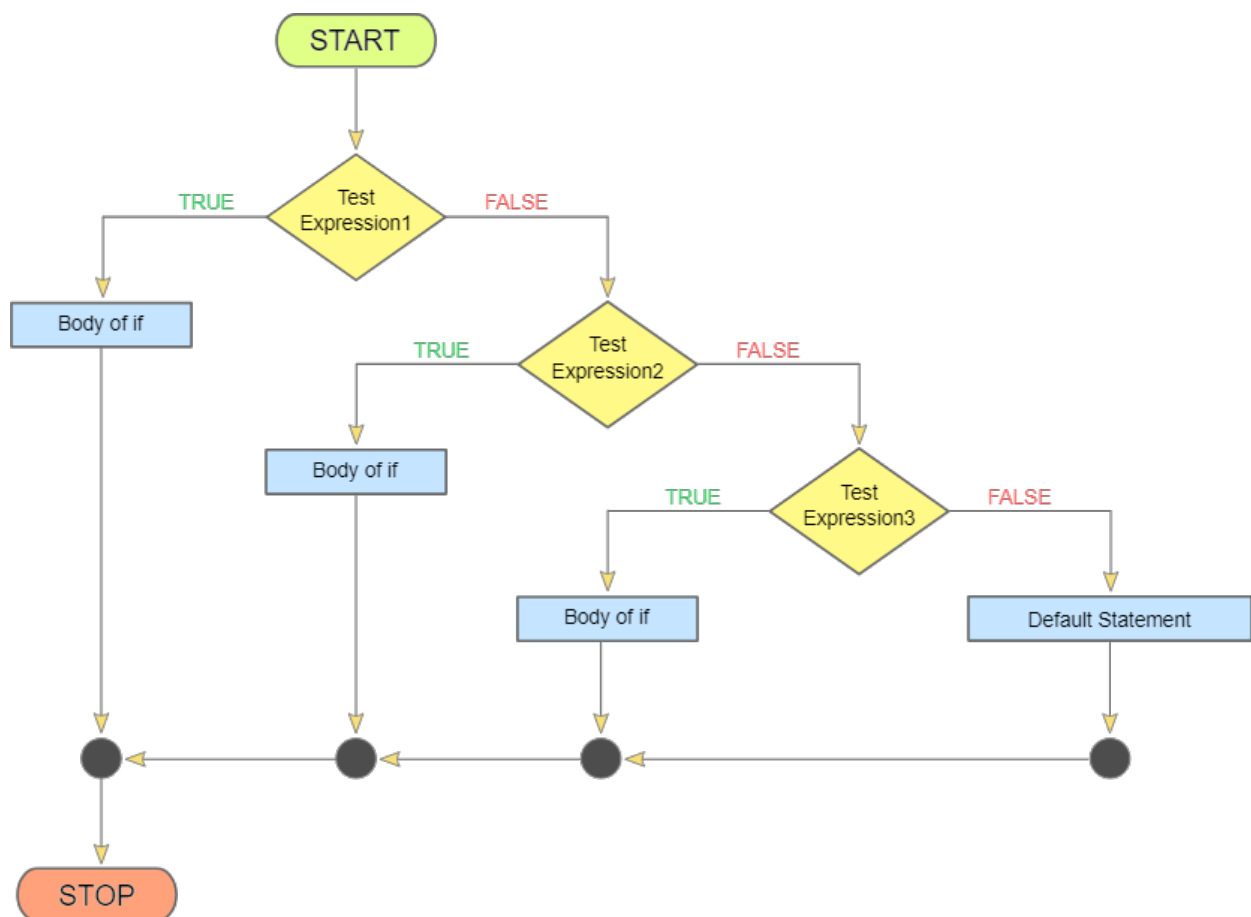 START
Test
Expression1
TRUE
FALSE
Body of if
Test
Expression2
TRUE
FALSE
Body of if
Test
Expression3
TRUE
FALSE
Body of if
Default Statement
STOP